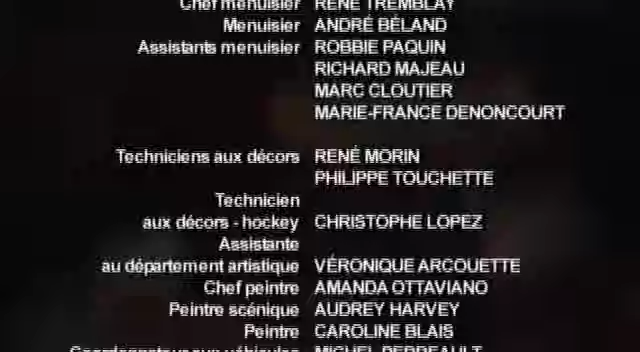 Chef menuisier RENÉ TREMBLAY
Menuisier ANDRÉ BÉLAND
Assistants menuisier ROBBIE PAQUIN
RICHARD MAJEAU
MARC CLOUTIER
MARIE-FRANCE DENONCOURT
Techniciens aux décors RENÉ MORIN
PHILIPPE TOUCHETTE
Technicien
aux décors - hockey CHRISTOPHE LOPEZ
Assistante
au département artistique VÉRONIQUE ARCOUETTE
Chef peintre AMANDA OTTAVIANO
Peintre scénique AUDREY HARVEY
Peintre CAROLINE BLAIS
MICHEL PERREAULT